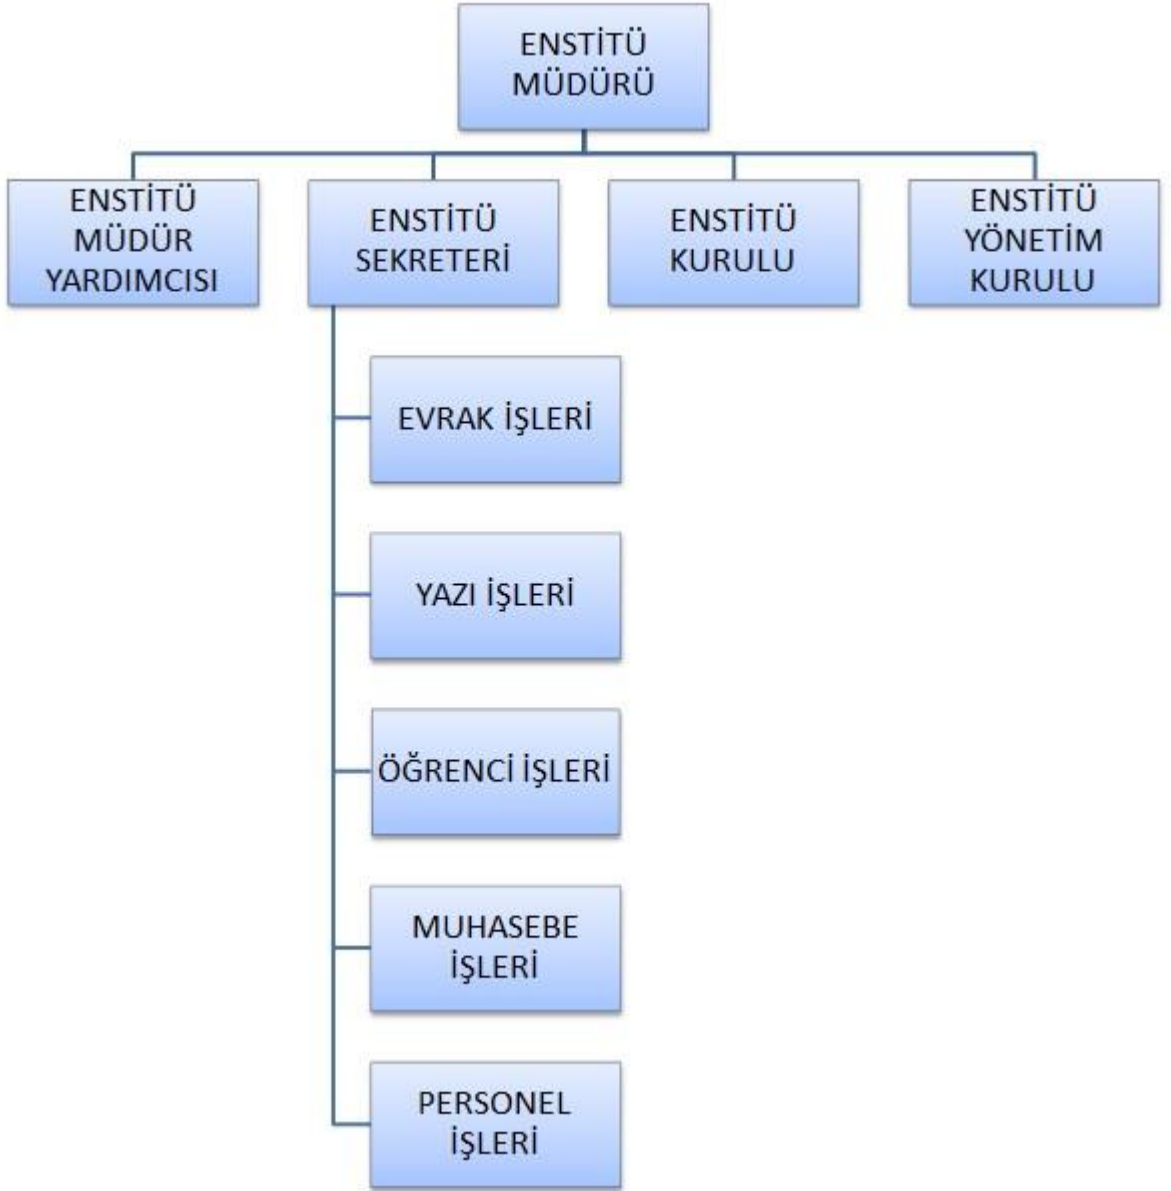 ENSTİTÜ
MÜDÜRÜ
ENSTİTÜ
MÜDÜR
YARDIMCISI
ENSTİTÜ
SEKRETERİ
ENSTİTÜ
KURULU
ENSTİTÜ
YÖNETİM
KURULU
EVRAK İŞLERİ
YAZI İŞLERİ
ÖĞRENCİ İŞLERİ
MUHASEBE
İŞLERİ
PERSONEL
İŞLERİ